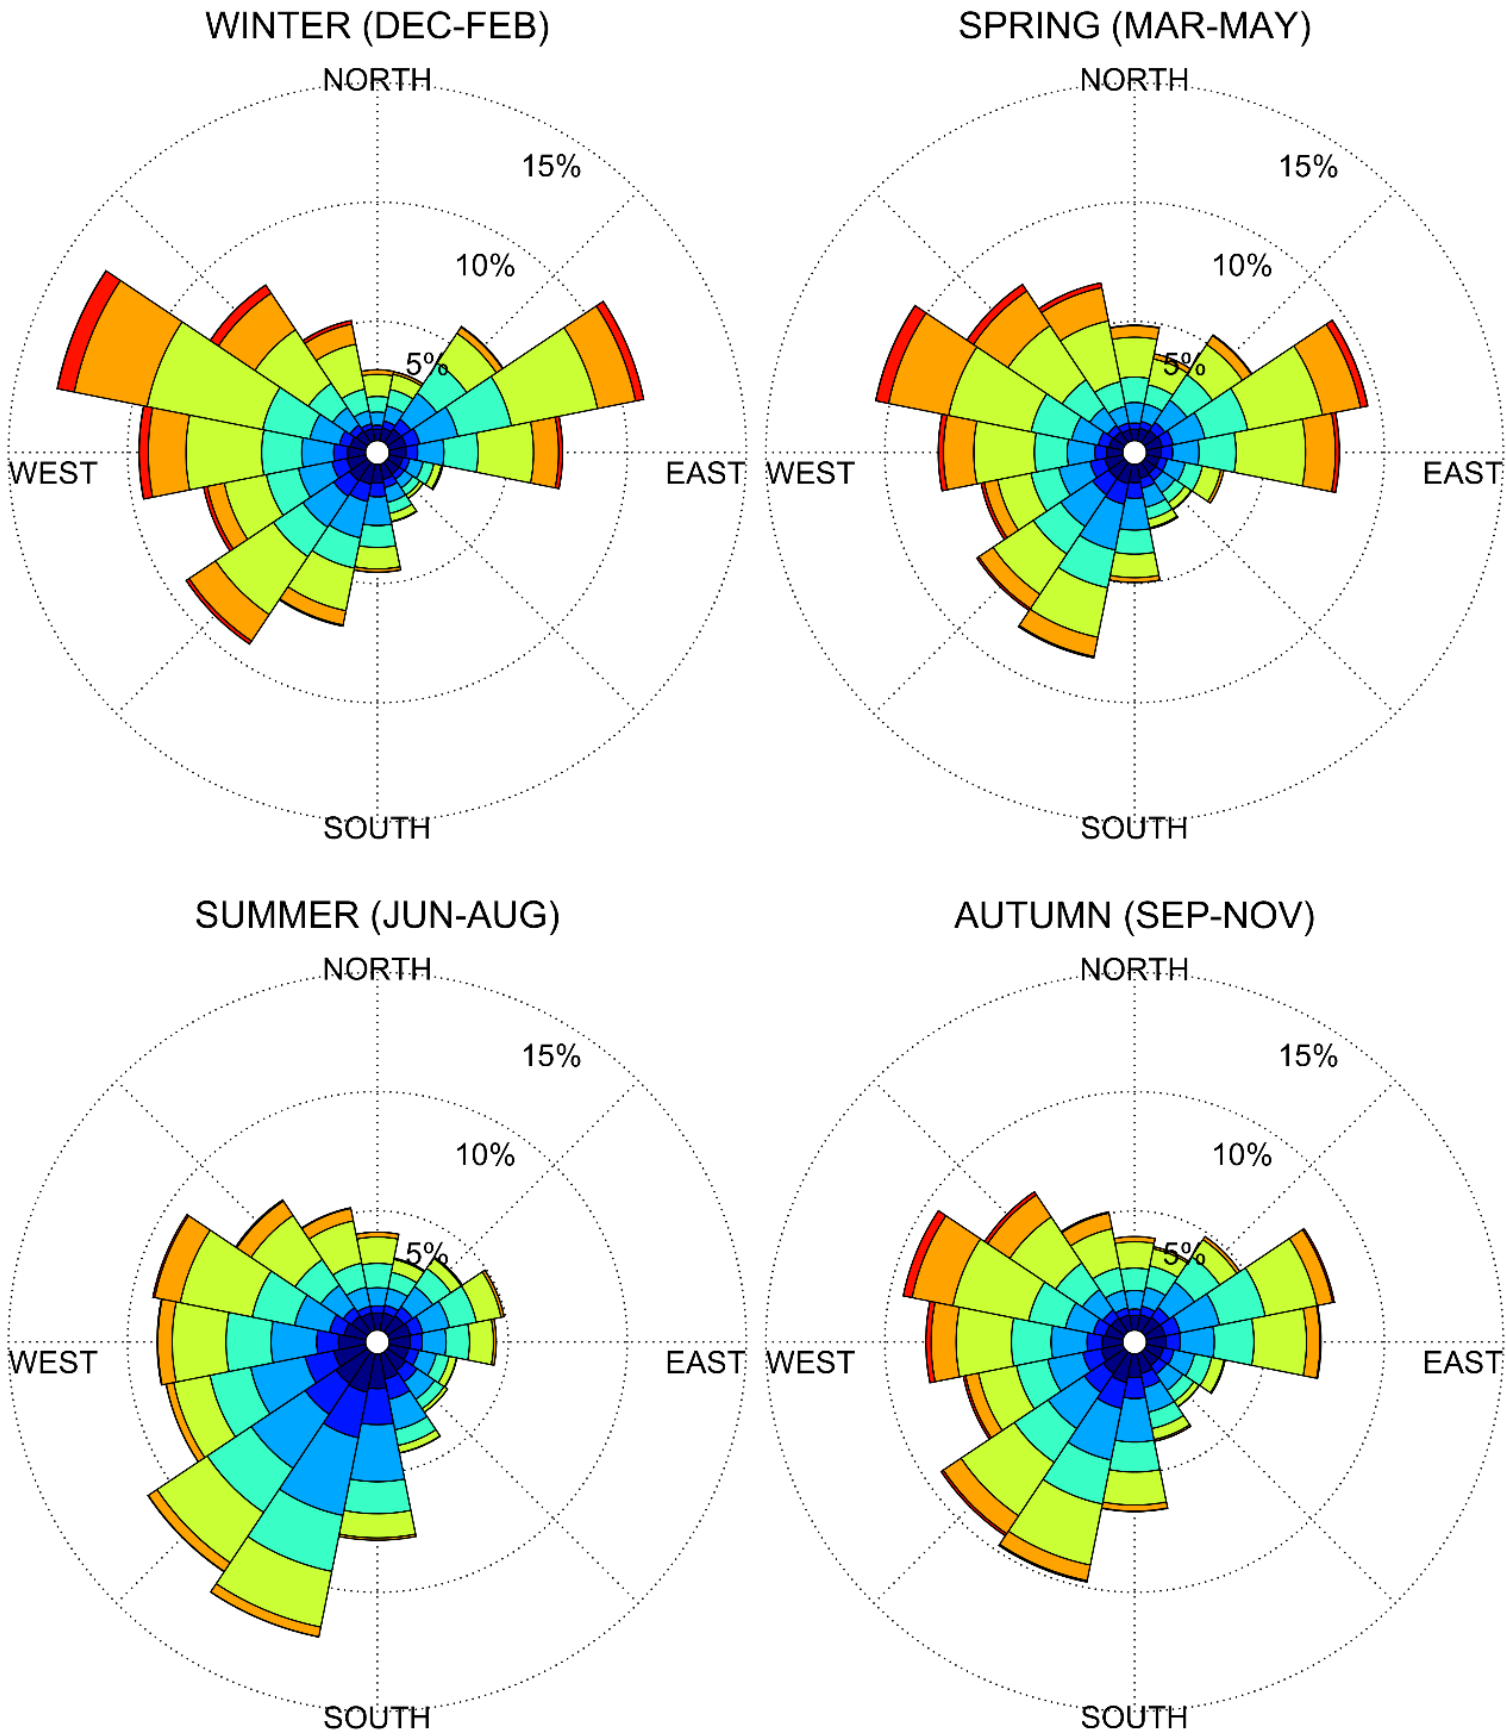 WINTER (DEC-FEB)
NORTH
15%
10%
5%
WEST
EAST
SOUTH
SPRING (MAR-MAY)
NORTH
15%
10%
5%
WEST
EAST
SOUTH
SUMMER (JUN-AUG)
NORTH
15%
10%
5%
WEST
EAST
SOUTH
AUTUMN (SEP-NOV)
NORTH
15%
10%
5%
WEST
EAST
SOUTH